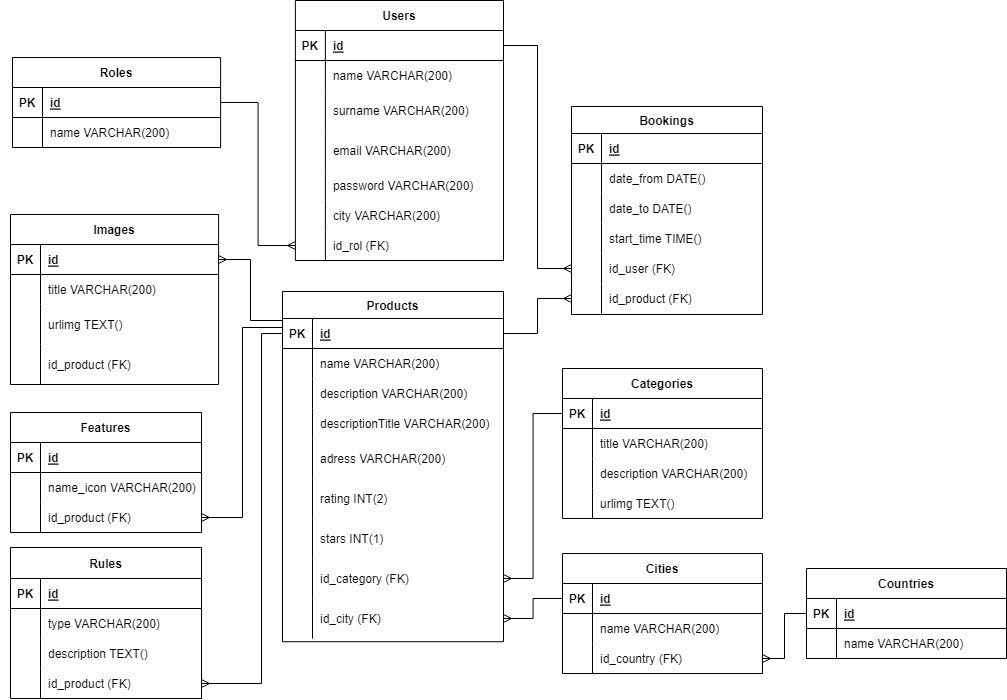 Users
PK id
name VARCHAR(200)
surname VARCHAR(200)
email VARCHAR(200)
password VARCHAR(200)
city VARCHAR(200)
id_rol (FK)
Roles
PK id
name VARCHAR(200)
Bookings
PK id
date_from DATE()
date_to DATE()
start_time TIME()
id_user (FK)
id_product (FK)
Images
PK id
title VARCHAR(200)
urlimg TEXT()
id_product (FK)
Products
PK id
name VARCHAR(200)
description VARCHAR(200)
descriptionTitle VARCHAR(200)
adress VARCHAR(200)
rating INT(2)
stars INT(1)
id_category (FK)
id_city (FK)
Categories
PK id
title VARCHAR(200)
description VARCHAR(200)
urlimg TEXT()
Features
PK id
name_icon VARCHAR(200)
id_product (FK)
Rules
PK id
type VARCHAR(200)
description TEXT()
id_product (FK)
Cities
PK id
name VARCHAR(200)
id_country (FK)
Countries
PK id
name VARCHAR(200)